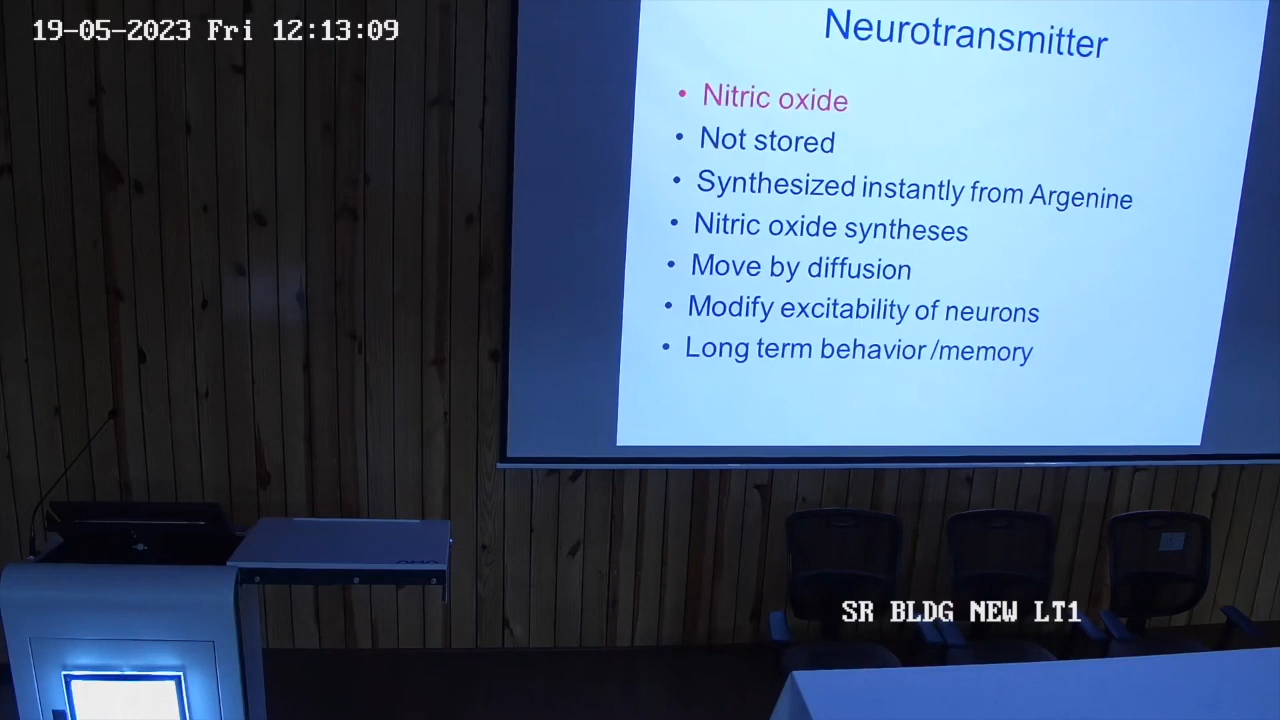 19-05-2023 Fri 12:13:09
Neurotransmitter
• Nitric oxide
• Not stored
• Synthesized instantly from Argenine
• Nitric oxide syntheses
• Move by diffusion
• Modify excitability of neurons
• Long term behavior/memory
SR BLDG NEW LT1